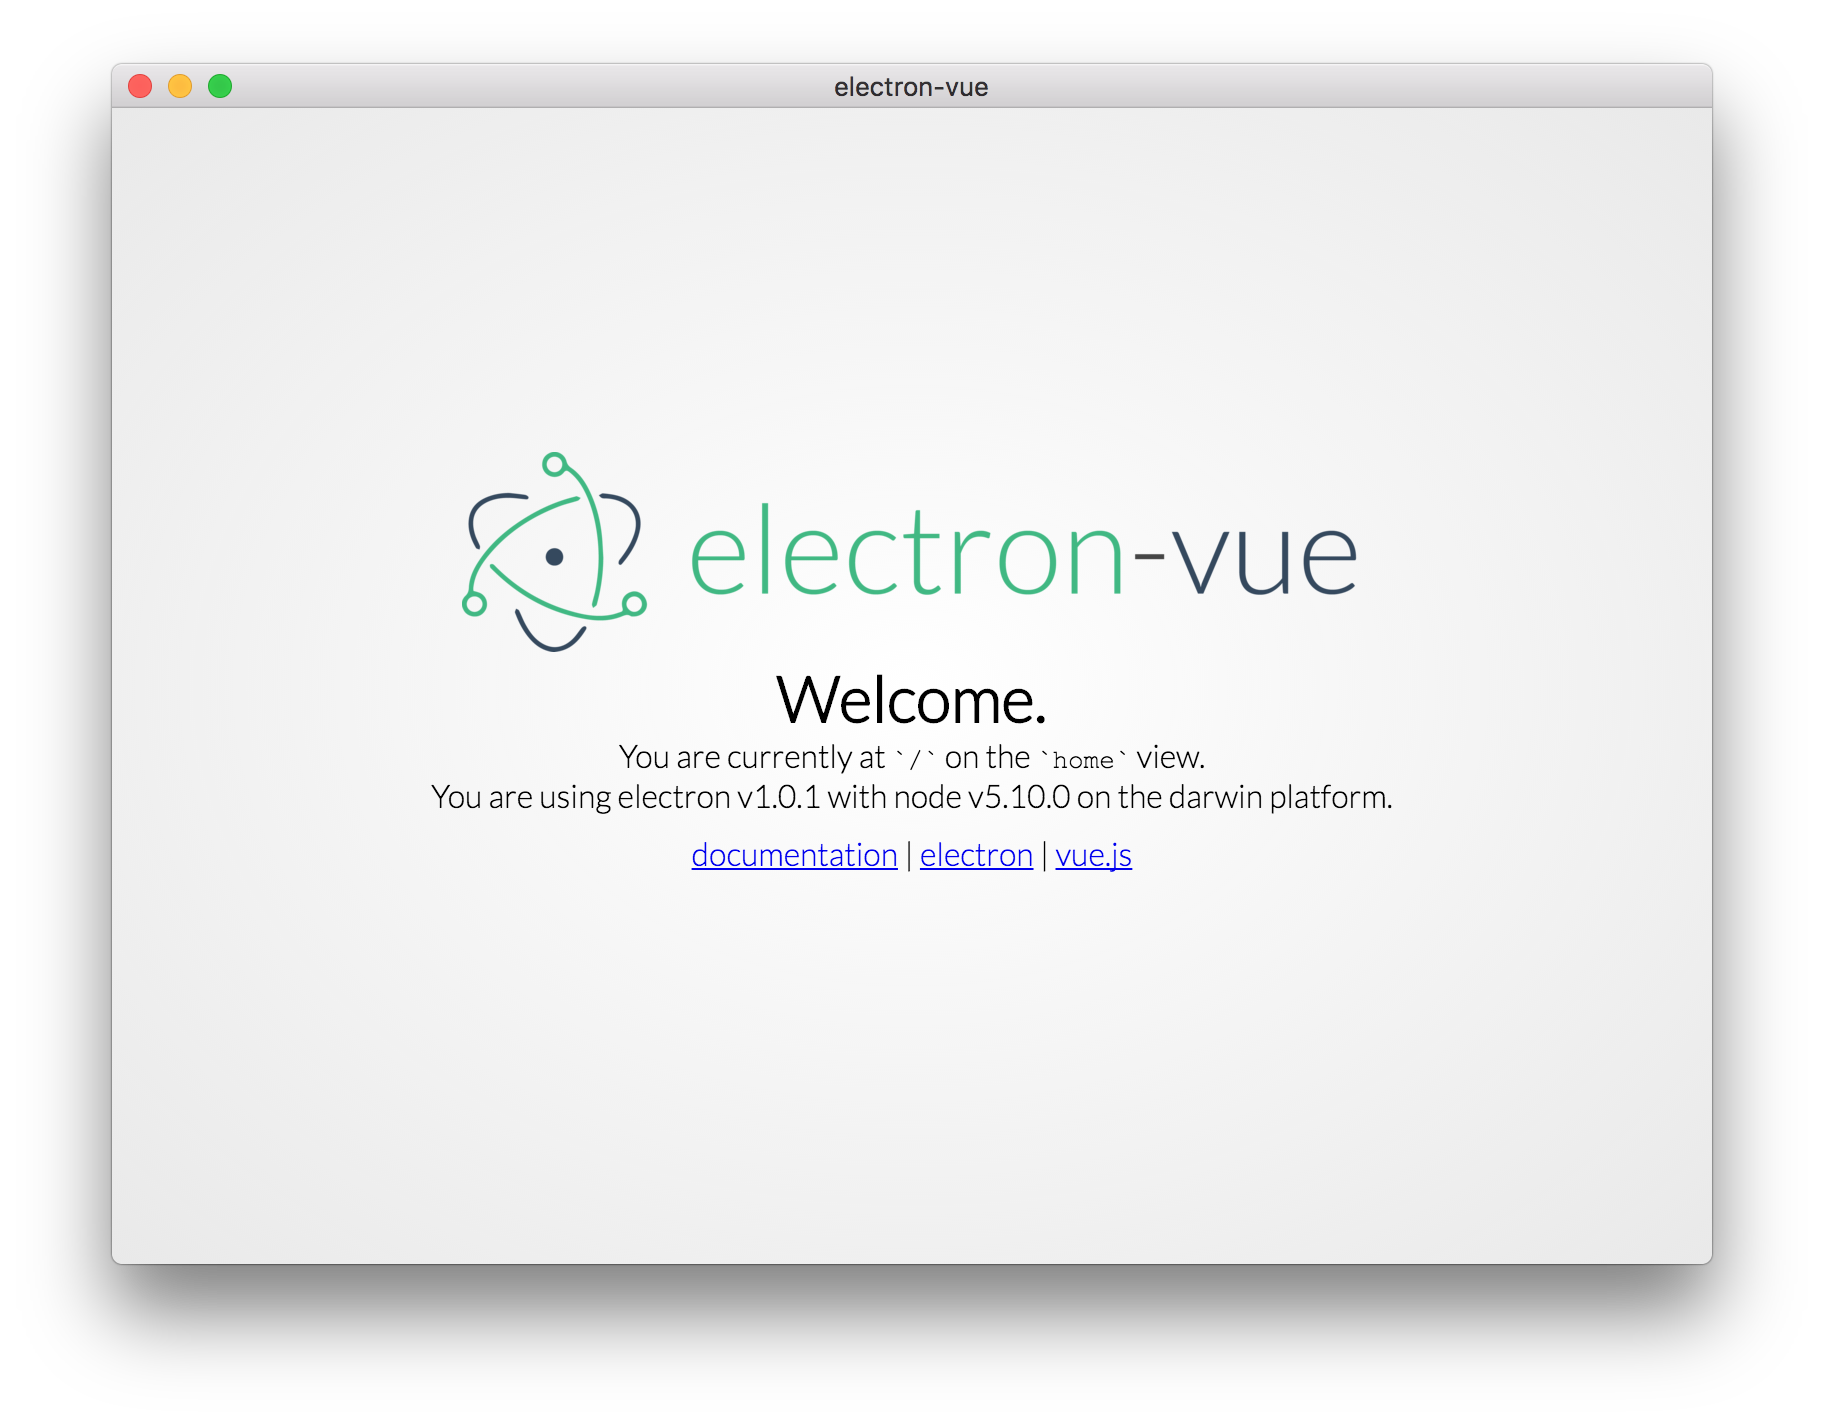 electron-vue
electron-vue
Welcome.
You are currently at `/` on the `home` view.
You are using electron v1.0.1 with node v5.10.0 on the darwin platform.
documentation | electron | vue.js